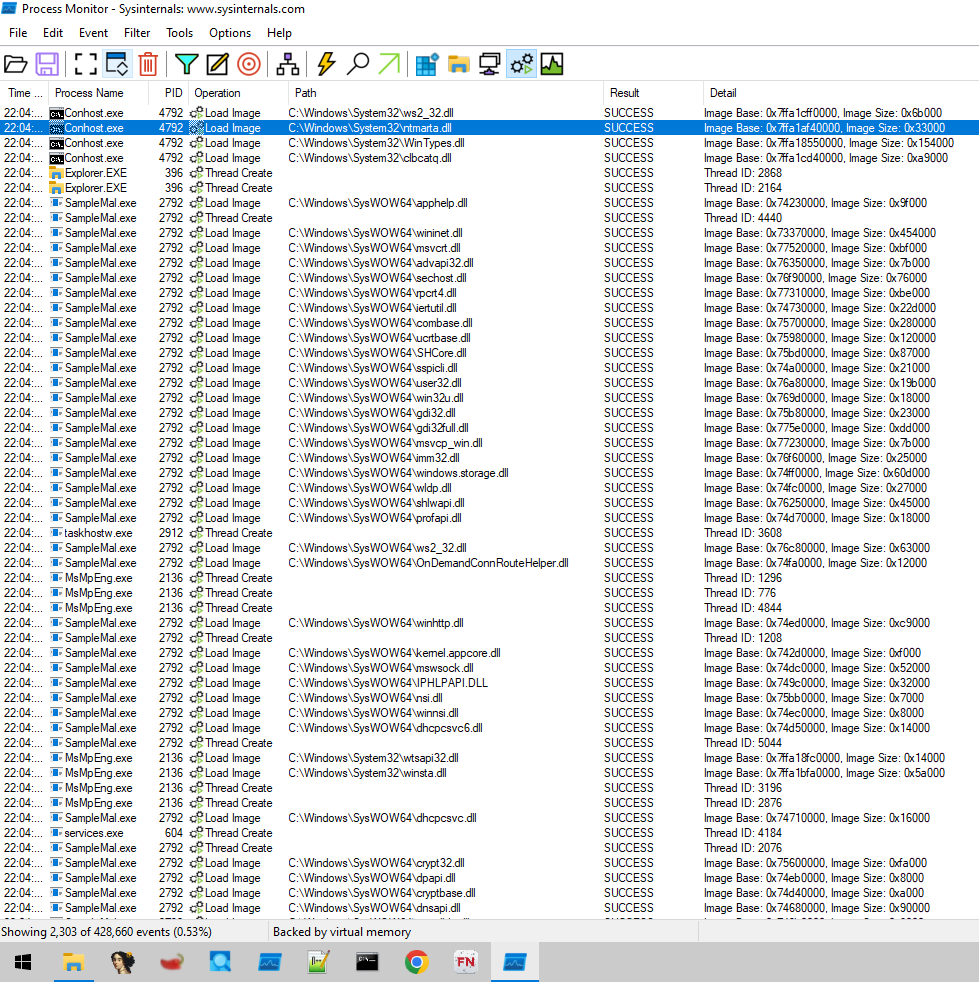 Process Monitor - Sysinternals: www.sysinternals.com
File Edit Event Filter Tools Options Help
Time ... Process Name PID Operation Path Result Detail
22:04:... Conhost.exe 4792 Load Image C:\Windows\System32\ws2_32.dll SUCCESS Image Base: 0x7ffa1cff0000, Image Size: 0x6b000
22:04:... Conhost.exe 4792 Load Image C:\Windows\System32\ntmarta.dll SUCCESS Image Base: 0x7ffa1af40000, Image Size: 0x33000
22:04:... Conhost.exe 4792 Load Image C:\Windows\System32\WinTypes.dll SUCCESS Image Base: 0x7ffa18550000, Image Size: 0x154000
22:04:... Conhost.exe 4792 Load Image C:\Windows\System32\clbcatq.dll SUCCESS Image Base: 0x7ffa1cd40000, Image Size: 0xa9000
22:04:... Explorer.EXE 396 Thread Create SUCCESS Thread ID: 2868
22:04:... Explorer.EXE 396 Thread Create SUCCESS Thread ID: 2164
22:04:... SampleMal.exe 2792 Load Image C:\Windows\SysWOW64\apphelp.dll SUCCESS Image Base: 0x74230000, Image Size: 0x9f000
22:04:... SampleMal.exe 2792 Thread Create SUCCESS Thread ID: 4440
22:04:... SampleMal.exe 2792 Load Image C:\Windows\SysWOW64\wininet.dll SUCCESS Image Base: 0x73370000, Image Size: 0x454000
22:04:... SampleMal.exe 2792 Load Image C:\Windows\SysWOW64\msvcrt.dll SUCCESS Image Base: 0x77520000, Image Size: 0xbf000
22:04:... SampleMal.exe 2792 Load Image C:\Windows\SysWOW64\advapi32.dll SUCCESS Image Base: 0x76350000, Image Size: 0x7b000
22:04:... SampleMal.exe 2792 Load Image C:\Windows\SysWOW64\sechost.dll SUCCESS Image Base: 0x76f90000, Image Size: 0x76000
22:04:... SampleMal.exe 2792 Load Image C:\Windows\SysWOW64\rpcrt4.dll SUCCESS Image Base: 0x77310000, Image Size: 0xbe000
22:04:... SampleMal.exe 2792 Load Image C:\Windows\SysWOW64\iertutil.dll SUCCESS Image Base: 0x74730000, Image Size: 0x22d000
22:04:... SampleMal.exe 2792 Load Image C:\Windows\SysWOW64\combase.dll SUCCESS Image Base: 0x75700000, Image Size: 0x280000
22:04:... SampleMal.exe 2792 Load Image C:\Windows\SysWOW64\ucrtbase.dll SUCCESS Image Base: 0x75980000, Image Size: 0x120000
22:04:... SampleMal.exe 2792 Load Image C:\Windows\SysWOW64\SHCore.dll SUCCESS Image Base: 0x75bd0000, Image Size: 0x87000
22:04:... SampleMal.exe 2792 Load Image C:\Windows\SysWOW64\sspicli.dll SUCCESS Image Base: 0x74a00000, Image Size: 0x21000
22:04:... SampleMal.exe 2792 Load Image C:\Windows\SysWOW64\user32.dll SUCCESS Image Base: 0x76a80000, Image Size: 0x19b000
22:04:... SampleMal.exe 2792 Load Image C:\Windows\SysWOW64\win32u.dll SUCCESS Image Base: 0x769d0000, Image Size: 0x18000
22:04:... SampleMal.exe 2792 Load Image C:\Windows\SysWOW64\gdi32.dll SUCCESS Image Base: 0x75b80000, Image Size: 0x23000
22:04:... SampleMal.exe 2792 Load Image C:\Windows\SysWOW64\gdi32full.dll SUCCESS Image Base: 0x775e0000, Image Size: 0xdd000
22:04:... SampleMal.exe 2792 Load Image C:\Windows\SysWOW64\msvcp_win.dll SUCCESS Image Base: 0x77230000, Image Size: 0x7b000
22:04:... SampleMal.exe 2792 Load Image C:\Windows\SysWOW64\imm32.dll SUCCESS Image Base: 0x76f60000, Image Size: 0x25000
22:04:... SampleMal.exe 2792 Load Image C:\Windows\SysWOW64\windows.storage.dll SUCCESS Image Base: 0x74ff0000, Image Size: 0x60d000
22:04:... SampleMal.exe 2792 Load Image C:\Windows\SysWOW64\wldp.dll SUCCESS Image Base: 0x74fc0000, Image Size: 0x27000
22:04:... SampleMal.exe 2792 Load Image C:\Windows\SysWOW64\shlwapi.dll SUCCESS Image Base: 0x76250000, Image Size: 0x45000
22:04:... SampleMal.exe 2792 Load Image C:\Windows\SysWOW64\profapi.dll SUCCESS Image Base: 0x74d70000, Image Size: 0x18000
22:04:... taskhostw.exe 2912 Thread Create SUCCESS Thread ID: 3608
22:04:... SampleMal.exe 2792 Load Image C:\Windows\SysWOW64\ws2_32.dll SUCCESS Image Base: 0x76c80000, Image Size: 0x63000
22:04:... SampleMal.exe 2792 Load Image C:\Windows\SysWOW64\OnDemandConnRouteHelper.dll SUCCESS Image Base: 0x74fa0000, Image Size: 0x12000
22:04:... MsMpEng.exe 2136 Thread Create SUCCESS Thread ID: 1296
22:04:... MsMpEng.exe 2136 Thread Create SUCCESS Thread ID: 776
22:04:... MsMpEng.exe 2136 Thread Create SUCCESS Thread ID: 4844
22:04:... SampleMal.exe 2792 Load Image C:\Windows\SysWOW64\winhttp.dll SUCCESS Image Base: 0x74ed0000, Image Size: 0xc9000
22:04:... SampleMal.exe 2792 Thread Create SUCCESS Thread ID: 1208
22:04:... SampleMal.exe 2792 Load Image C:\Windows\SysWOW64\kernel.appcore.dll SUCCESS Image Base: 0x742d0000, Image Size: 0xf000
22:04:... SampleMal.exe 2792 Load Image C:\Windows\SysWOW64\mswsock.dll SUCCESS Image Base: 0x74dc0000, Image Size: 0x52000
22:04:... SampleMal.exe 2792 Load Image C:\Windows\SysWOW64\IPHLPAPI.DLL SUCCESS Image Base: 0x749c0000, Image Size: 0x32000
22:04:... SampleMal.exe 2792 Load Image C:\Windows\SysWOW64\nsi.dll SUCCESS Image Base: 0x75bb0000, Image Size: 0x7000
22:04:... SampleMal.exe 2792 Load Image C:\Windows\SysWOW64\winnsi.dll SUCCESS Image Base: 0x74ec0000, Image Size: 0x8000
22:04:... SampleMal.exe 2792 Load Image C:\Windows\SysWOW64\dhcpcsvc6.dll SUCCESS Image Base: 0x74d50000, Image Size: 0x14000
22:04:... SampleMal.exe 2792 Thread Create SUCCESS Thread ID: 5044
22:04:... MsMpEng.exe 2136 Load Image C:\Windows\System32\wtsapi32.dll SUCCESS Image Base: 0x7ffa18fc0000, Image Size: 0x14000
22:04:... MsMpEng.exe 2136 Load Image C:\Windows\System32\winsta.dll SUCCESS Image Base: 0x7ffa1bfa0000, Image Size: 0x5a000
22:04:... MsMpEng.exe 2136 Thread Create SUCCESS Thread ID: 3196
22:04:... MsMpEng.exe 2136 Thread Create SUCCESS Thread ID: 2876
22:04:... SampleMal.exe 2792 Load Image C:\Windows\SysWOW64\dhcpcsvc.dll SUCCESS Image Base: 0x74710000, Image Size: 0x16000
22:04:... services.exe 604 Thread Create SUCCESS Thread ID: 4184
22:04:... SampleMal.exe 2792 Thread Create SUCCESS Thread ID: 2076
22:04:... SampleMal.exe 2792 Load Image C:\Windows\SysWOW64\crypt32.dll SUCCESS Image Base: 0x75600000, Image Size: 0xfa000
22:04:... SampleMal.exe 2792 Load Image C:\Windows\SysWOW64\dpapi.dll SUCCESS Image Base: 0x74eb0000, Image Size: 0x8000
22:04:... SampleMal.exe 2792 Load Image C:\Windows\SysWOW64\cryptbase.dll SUCCESS Image Base: 0x74d40000, Image Size: 0xa000
22:04:... SampleMal.exe 2792 Load Image C:\Windows\SysWOW64\dnsapi.dll SUCCESS Image Base: 0x74680000, Image Size: 0x90000
Showing 2,303 of 428,660 events (0.53%) Backed by virtual memory
FN